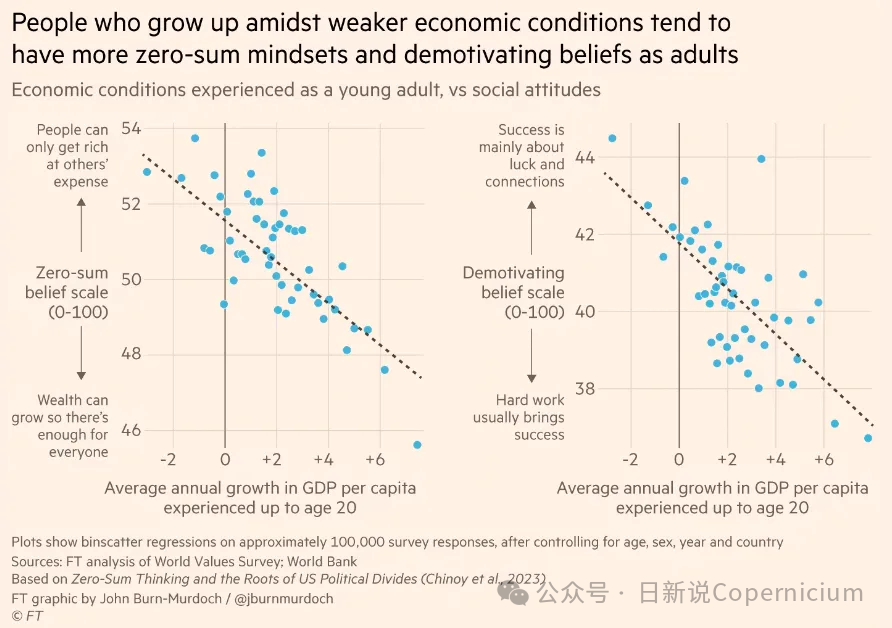 People who grow up amidst weaker economic conditions tend to
have more zero-sum mindsets and demotivating beliefs as adults
Economic conditions experienced as a young adult, vs social attitudes
People can
only get rich
at others'
expense
Zero-sum
belief scale
(0-100)
Wealth can
grow so there's
enough for
everyone
54
52
50
48
46
-2 0 +2 +4 +6
Average annual growth in GDP per capita
experienced up to age 20
Success is
mainly about
luck and
connections
Demotivating
belief scale
(0-100)
Hard work
usually brings
success
44
42
40
38
-2 0 +2 +4 +6
Average annual growth in GDP per capita
experienced up to age 20
Plots show binscatter regressions on approximately 100,000 survey responses, after controlling for age, sex, year and country
Sources: FT analysis of World Values Survey; World Bank
Based on Zero-Sum Thinking and the Roots of US Political Divides (Chinoy et al, 2023)
FT graphic by John Burn-Murdoch / @jburnmurdoch
© FT
公众号 · 日新说Copernicium